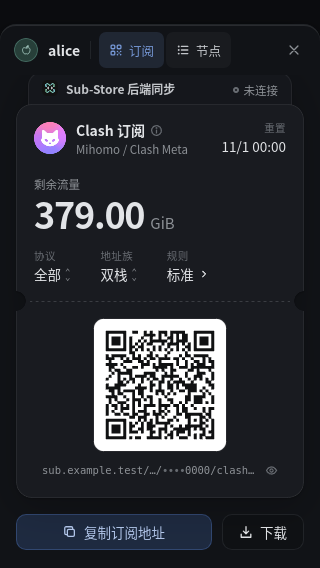 alice
订阅
节点
Sub-Store 后端同步
未连接
Clash 订阅
重置
Mihomo / Clash Meta
11/1 00:00
剩余流量
379.00 GiB
协议
地址族
规则
全部
双栈
标准
sub.example.test/…/••••0000/clash…
复制订阅地址
下载